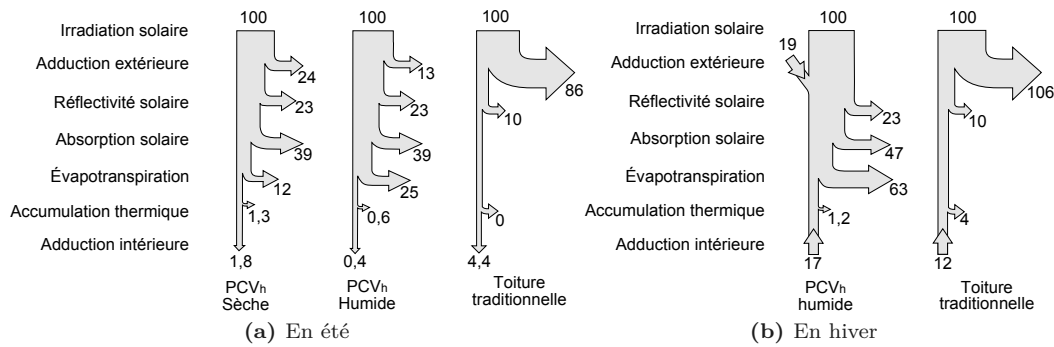 100 100 100
Irradiation solaire
Adduction extérieure
24 13 86
Réflectivité solaire
23 23 10
Absorption solaire
39 39
Évapotranspiration
12 25
Accumulation thermique
1,3 0,6 0
Adduction intérieure
1,8 0,4 4,4
PCVh
Sèche
PCVh
Humide
Toiture
traditionnelle
(a) En été
100 100
Irradiation solaire
19
Adduction extérieure
106
Réflectivité solaire
23 10
Absorption solaire
47
Évapotranspiration
63
Accumulation thermique
1,2 4
Adduction intérieure
17 12
PCVh
humide
Toiture
traditionnelle
(b) En hiver